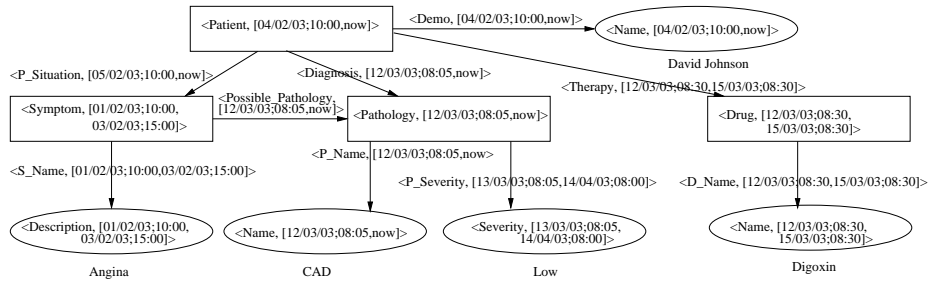 <Patient, [04/02/03;10:00,now]>
<Demo, [04/02/03;10:00,now]>
<Name, [04/02/03;10:00,now]>
David Johnson
<P_Situation, [05/02/03;10:00,now]>
<Diagnosis, [12/03/03;08:05,now]>
<Therapy, [12/03/03;08:30,15/03/03;08:30]>
<Symptom, [01/02/03;10:00,
03/02/03;15:00]>
<Possible_Pathology,
[12/03/03;08:05,now]>
<Pathology, [12/03/03;08:05,now]>
<Drug, [12/03/03;08:30,
15/03/03;08:30]>
<P_Name, [12/03/03;08:05,now>
<S_Name, [01/02/03;10:00,03/02/03;15:00]>
<P_Severity, [13/03/03;08:05,14/04/03;08:00]>
<D_Name, [12/03/03;08:30,15/03/03;08:30]>
<Description, [01/02/03;10:00,
03/02/03;15:00]>
<Name, [12/03/03;08:05,now]>
<Severity, [13/03/03;08:05,
14/04/03;08:00]>
<Name, [12/03/03;08:30,
15/03/03;08:30]>
Angina
CAD
Low
Digoxin